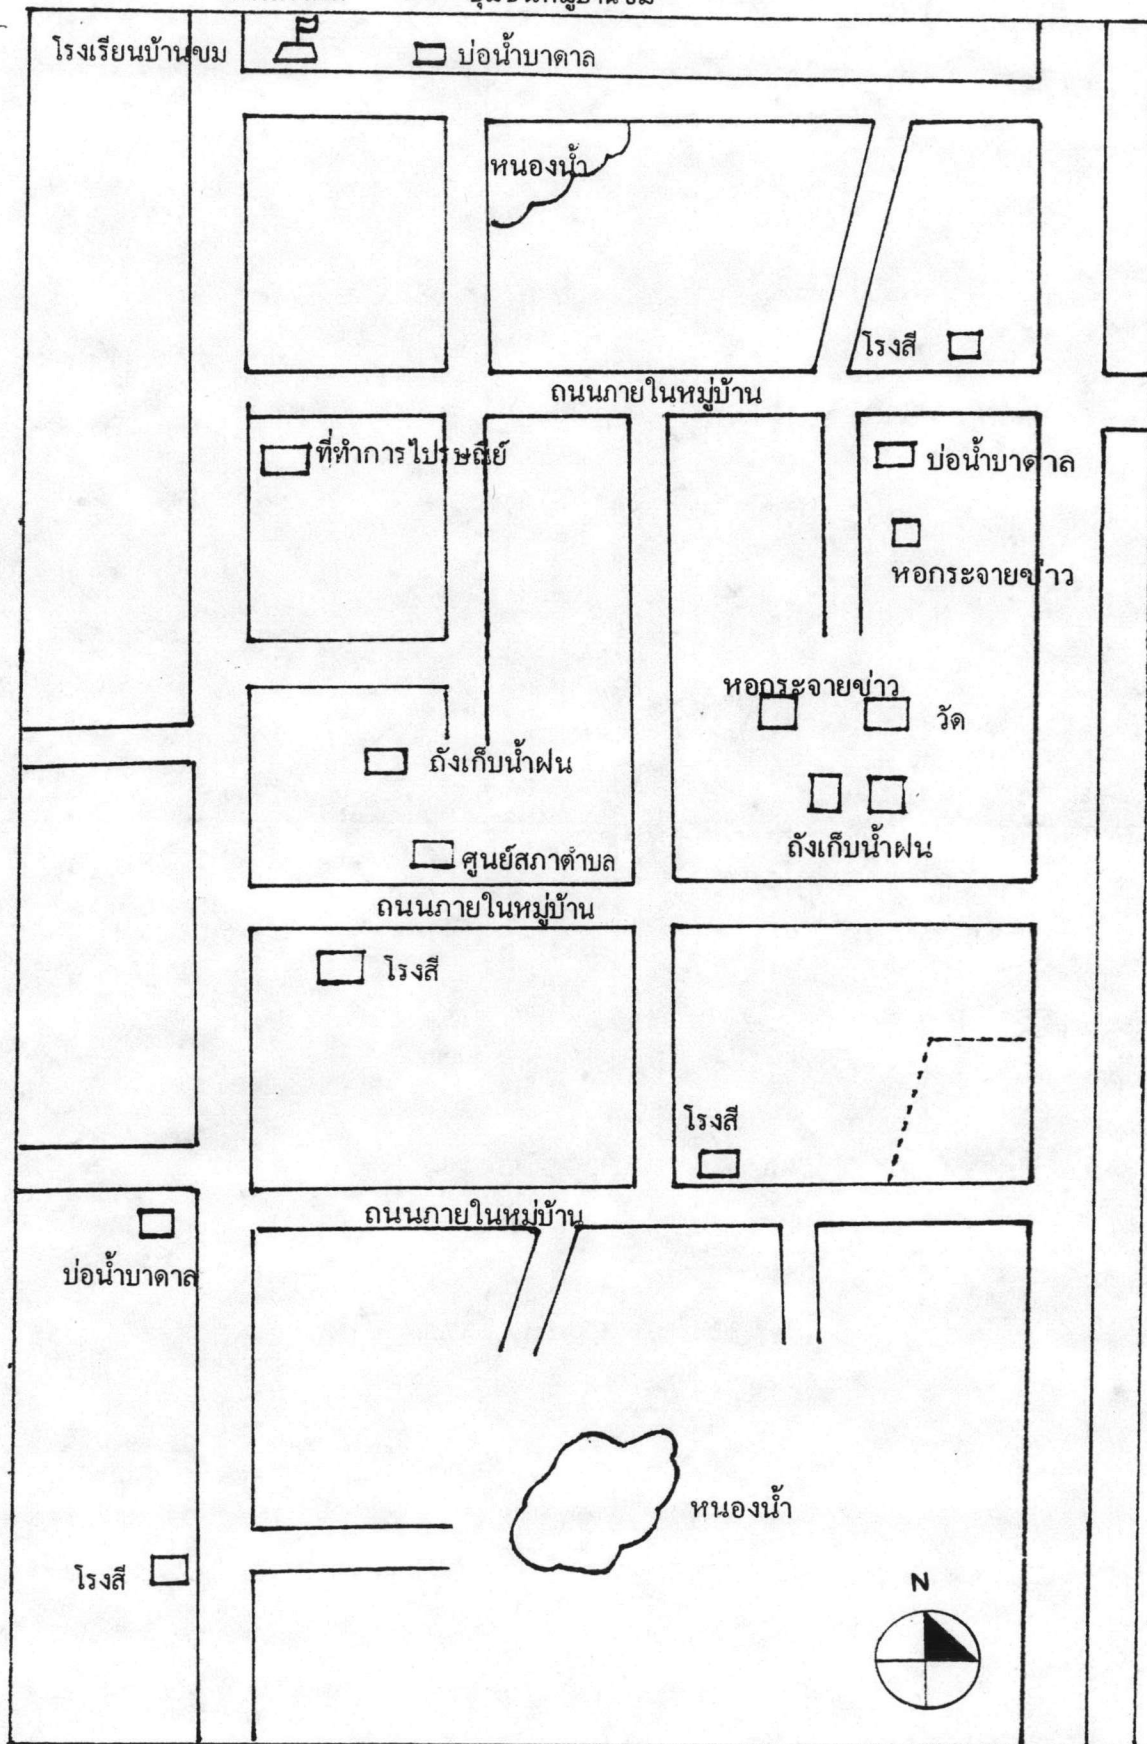 โรงเรียนบ้านขม
บ่อน้ำบาดาล
หนองน้ำ
โรงสี
ถนนภายในหมู่บ้าน
ที่ทำการไปรษณีย์
บ่อน้ำบาดาล
หอกระจายข่าว
หอกระจายข่าว
วัด
ถังเก็บน้ำฝน
ถังเก็บน้ำฝน
ศูนย์สภาตำบล
ถนนภายในหมู่บ้าน
โรงสี
โรงสี
ถนนภายในหมู่บ้าน
บ่อน้ำบาดาล
หนองน้ำ
โรงสี
N